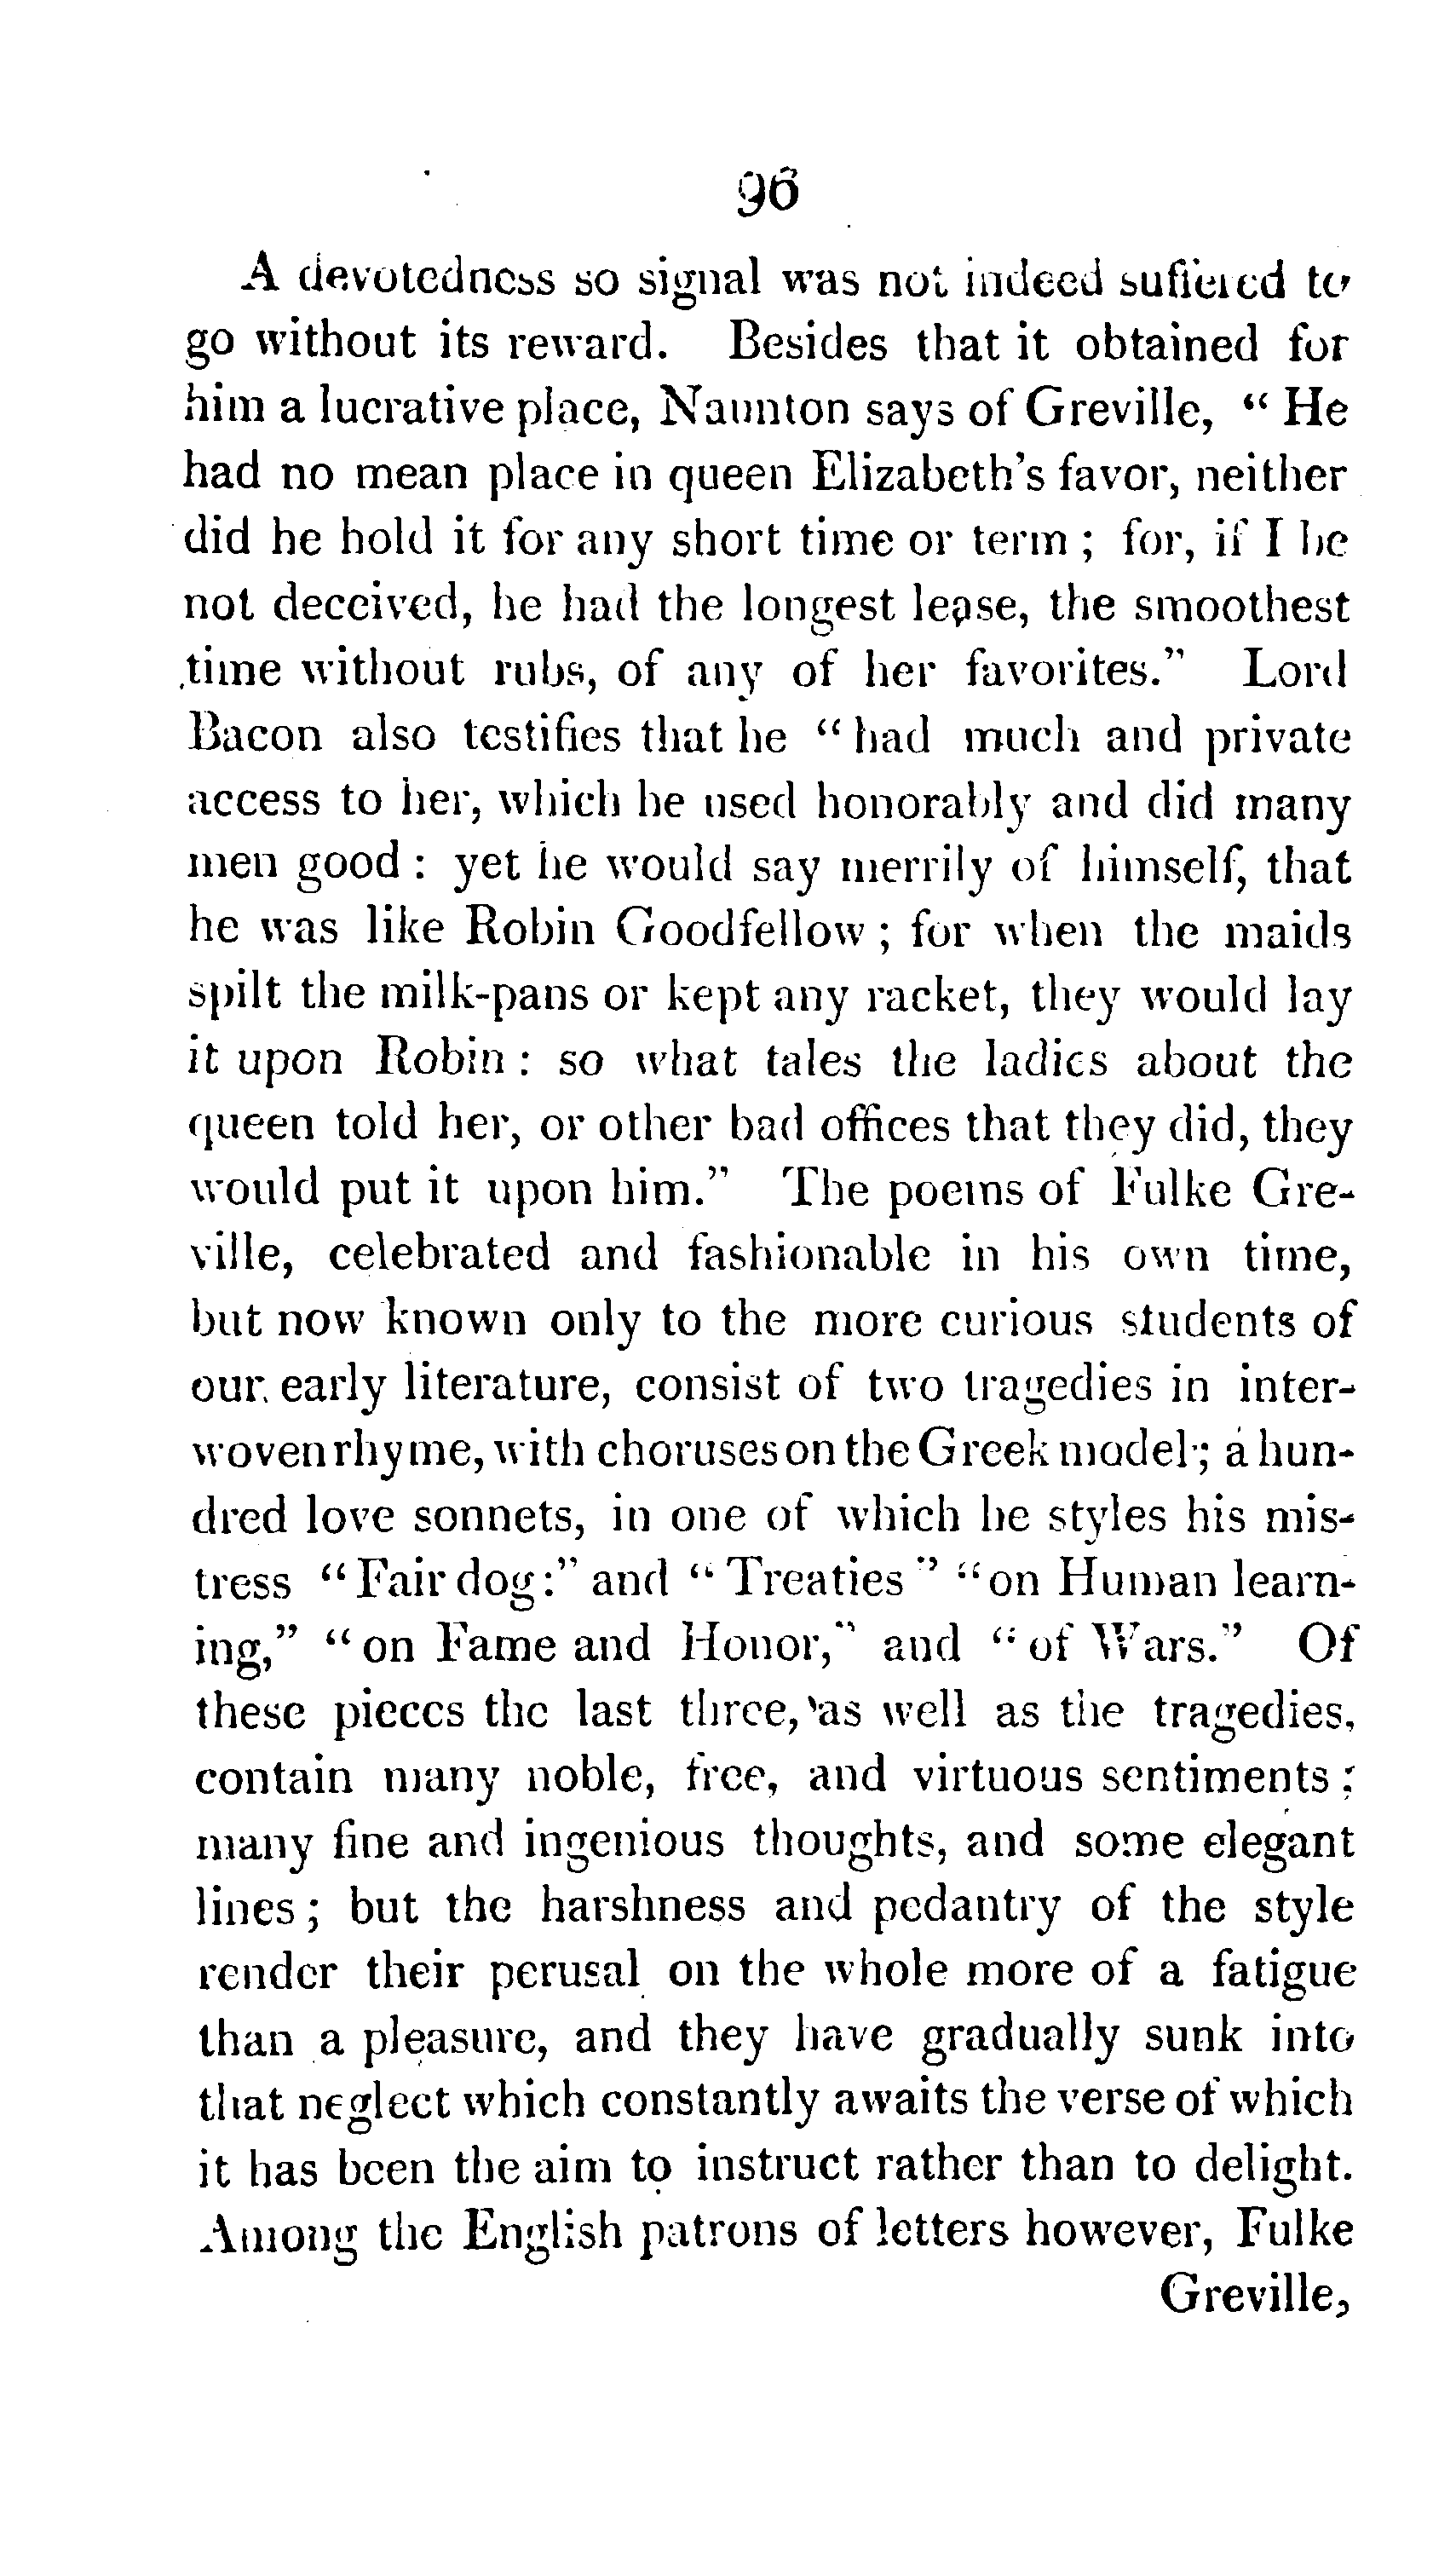 96
A devotedness so signal was not indeed suffered to
go without its reward. Besides that it obtained for
him a lucrative place, Naunton says of Greville, “ He
had no mean place in queen Elizabeth's favor, neither
did he hold it for any short time or term ; for, if I be
not deceived, he had the longest lease, the smoothest
time without rubs, of any of her favorites.” Lord
Bacon also testifies that he “ had much and private
access to her, which he used honorably and did many
men good : yet he would say merrily of himself, that
he was like Robin Goodfellow ; for when the maids
spilt the milk-pans or kept any racket, they would lay
it upon Robin : so what tales the ladies about the
queen told her, or other bad offices that they did, they
would put it upon him.” The poems of Fulke Gre-
ville, celebrated and fashionable in his own time,
but now known only to the more curious students of
our early literature, consist of two tragedies in inter-
woven rhyme, with choruses on the Greek model ; a hun-
dred love sonnets, in one of which he styles his mis-
tress “ Fair dog :” and “ Treaties ” “ on Human learn-
ing,” “ on Fame and Honor,” and “ of Wars.” Of
these pieces the last three, as well as the tragedies,
contain many noble, free, and virtuous sentiments ;
many fine and ingenious thoughts, and some elegant
lines ; but the harshness and pedantry of the style
render their perusal on the whole more of a fatigue
than a pleasure, and they have gradually sunk into
that neglect which constantly awaits the verse of which
it has been the aim to instruct rather than to delight.
Among the English patrons of letters however, Fulke
Greville,